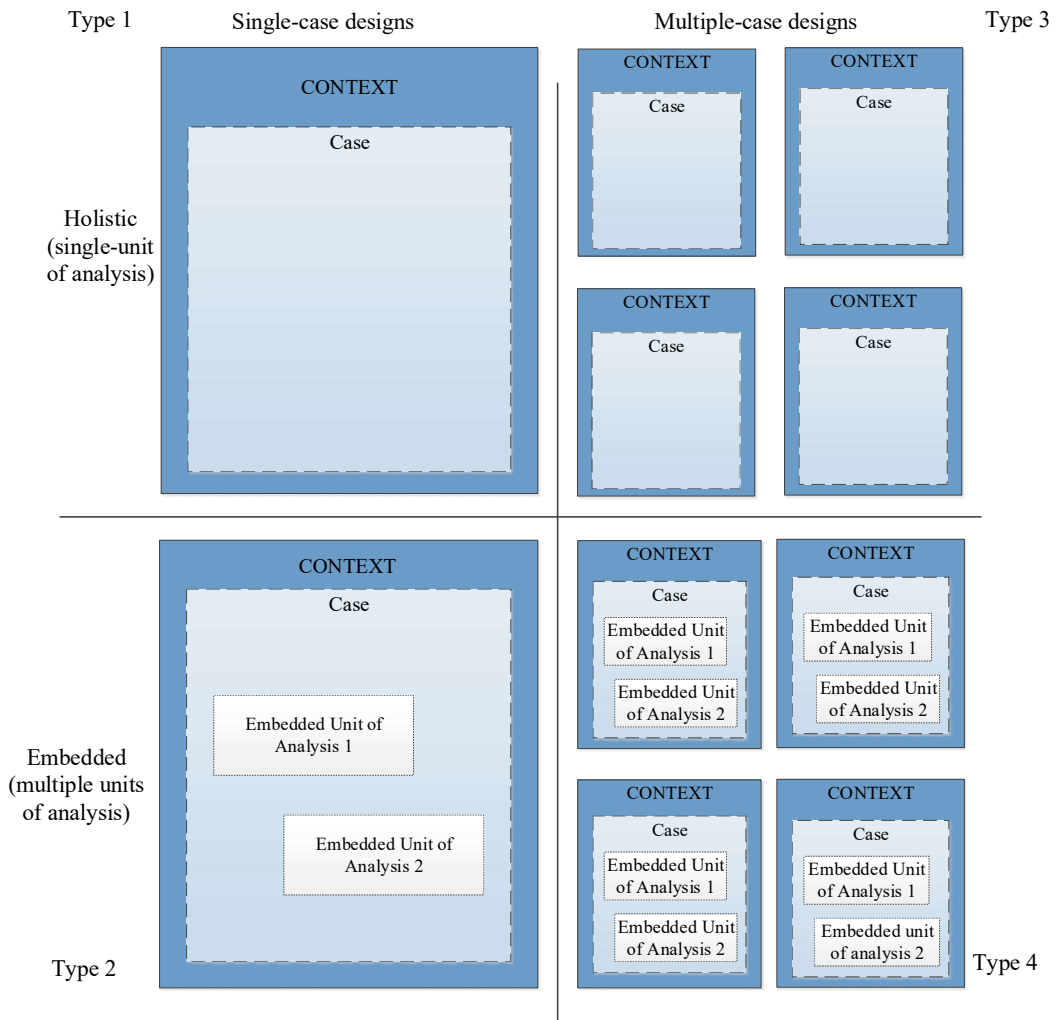 Type 1
Single-case designs
Multiple-case designs
Type 3
CONTEXT
Case
Holistic
(single-unit
of analysis)
CONTEXT
Case
CONTEXT
Case
CONTEXT
Case
CONTEXT
Case
CONTEXT
Case
Embedded Unit of
Analysis 1
Embedded Unit of
Analysis 2
Embedded
(multiple units
of analysis)
Type 2
CONTEXT
Case
Embedded Unit
of Analysis 1
Embedded Unit
of Analysis 2
CONTEXT
Case
Embedded Unit
of Analysis 1
Embedded Unit
of Analysis 2
CONTEXT
Case
Embedded Unit
of Analysis 1
Embedded Unit
of Analysis 2
CONTEXT
Case
Embedded Unit
of Analysis 1
Embedded unit
of analysis 2
Type 4